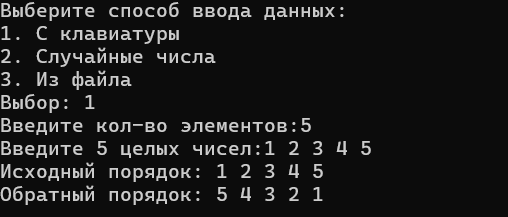 Выберите способ ввода данных:
1. С клавиатуры
2. Случайные числа
3. Из файла
Выбор: 1
Введите кол-во элементов:5
Введите 5 целых чисел:1 2 3 4 5
Исходный порядок: 1 2 3 4 5
Обратный порядок: 5 4 3 2 1